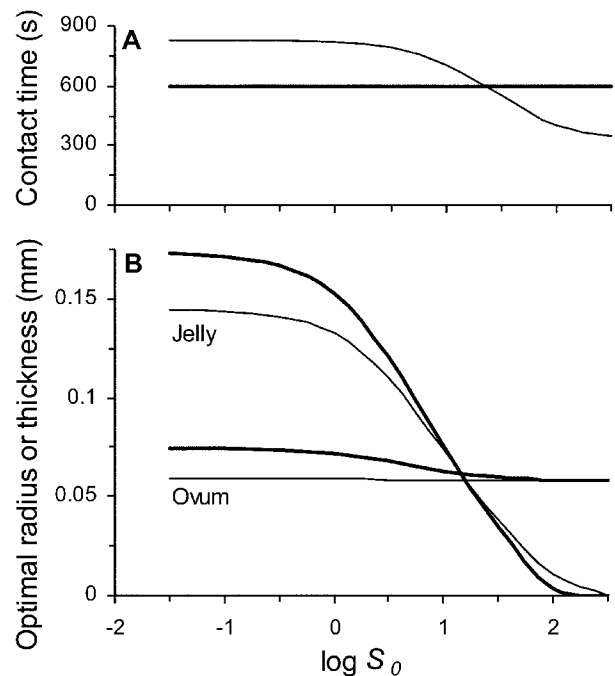 A
Contact time (s)
900
600
300
0
B
Optimal radius or thickness (mm)
0.15
0.1
0.05
0
Jelly
Ovum
-2
-1
0
1
2
log S0